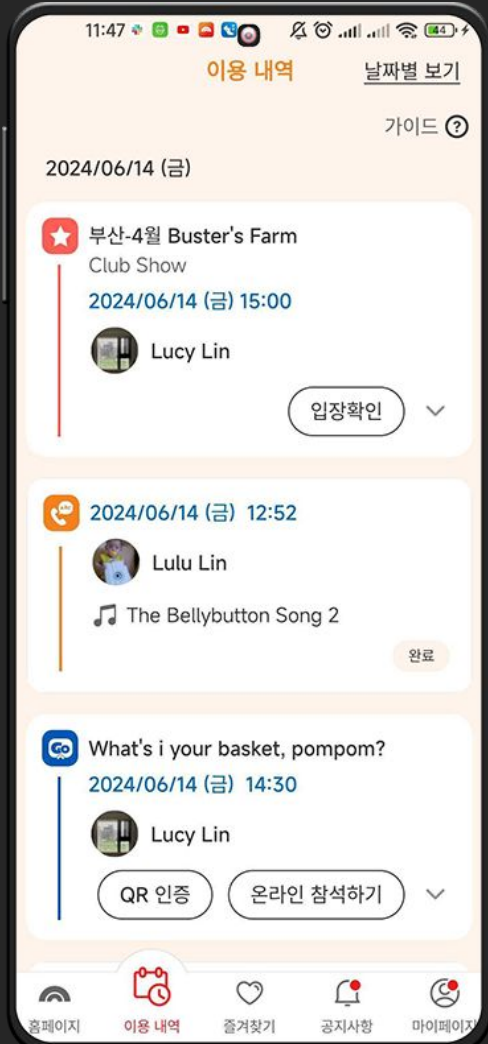 11:47
44
이용 내역
날짜별 보기
가이드 ?
2024/06/14 (금)
부산-4월 Buster's Farm
Club Show
2024/06/14 (금) 15:00
Lucy Lin
입장확인
2024/06/14 (금) 12:52
Lulu Lin
The Bellybutton Song 2
완료
Go What's i your basket, pompom?
2024/06/14 (금) 14:30
Lucy Lin
QR 인증
온라인 참석하기
홈페이지
이용 내역
즐겨찾기
공지사항
마이페이지